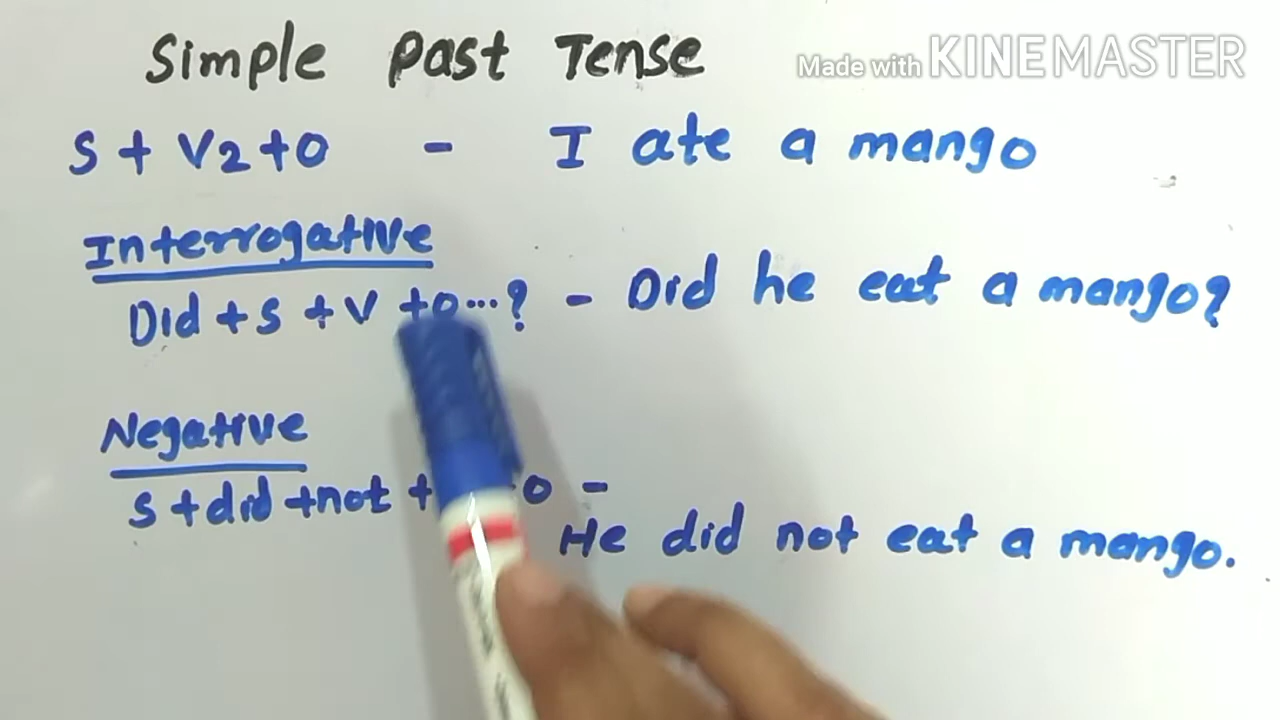 Simple Past Tense
Made with KINEMASTER
S + V2 + O - I ate a mango
Interrogative
Did + S + V + O ...? - Did he eat a mango?
Negative
S + did + not + O -
He did not eat a mango.